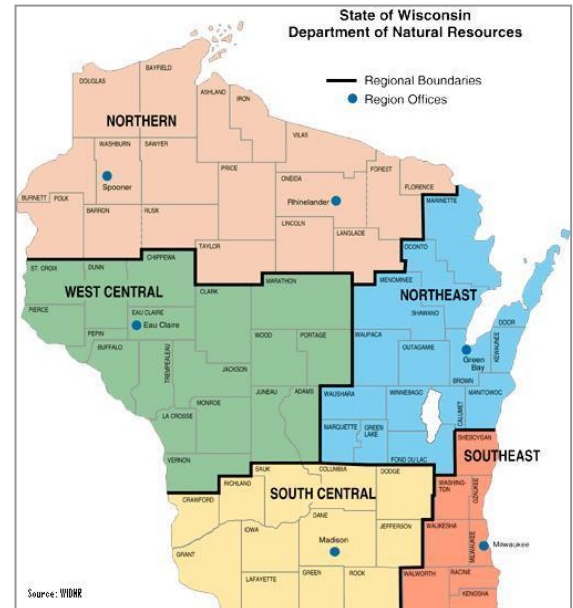 State of Wisconsin
Department of Natural Resources
Regional Boundaries
Region Offices
BAYFIELD
DOUGLAS
ASHLAND
IRON
NORTHERN
VILAS
WASHBURN
SAWYER
Spooner
PRICE
ONEIDA
FOREST
FLORENCE
Rhinelander
BURNETT
POLK
BARRON
RUSK
LINCOLN
LANGLADE
MARINETTE
TAYLOR
OCONTO
CHIPPEWA
ST. CROIX
DUNN
MARATHON
MENOMINEE
WEST CENTRAL
CLARK
NORTHEAST
PIERCE
EAU CLAIRE
Eau Claire
SHAWANO
DOOR
PEPIN
BUFFALO
WOOD
PORTAGE
WAUPACA
OUTAGAMIE
Green
Bay
KEWAUNEE
TREMPEALEAU
JACKSON
BROWN
JUNEAU
ADAMS
WAUSHARA
WINNEBAGO
CALUMET
MANITOWOC
MONROE
LA CROSSE
MARQUETTE
GREEN
LAKE
VERNON
FOND DU LAC
SHEBOYGAN
SOUTHEAST
SAUK
COLUMBIA
DODGE
RICHLAND
WASHING-
TON
OZAUKEE
CRAWFORD
SOUTH CENTRAL
DANE
IOWA
JEFFERSON
WAUKESHA
MILWAUKEE
Milwaukee
Madison
GRANT
LAFAYETTE
GREEN
ROCK
WALWORTH
RACINE
KENOSHA
Source: WIDNR